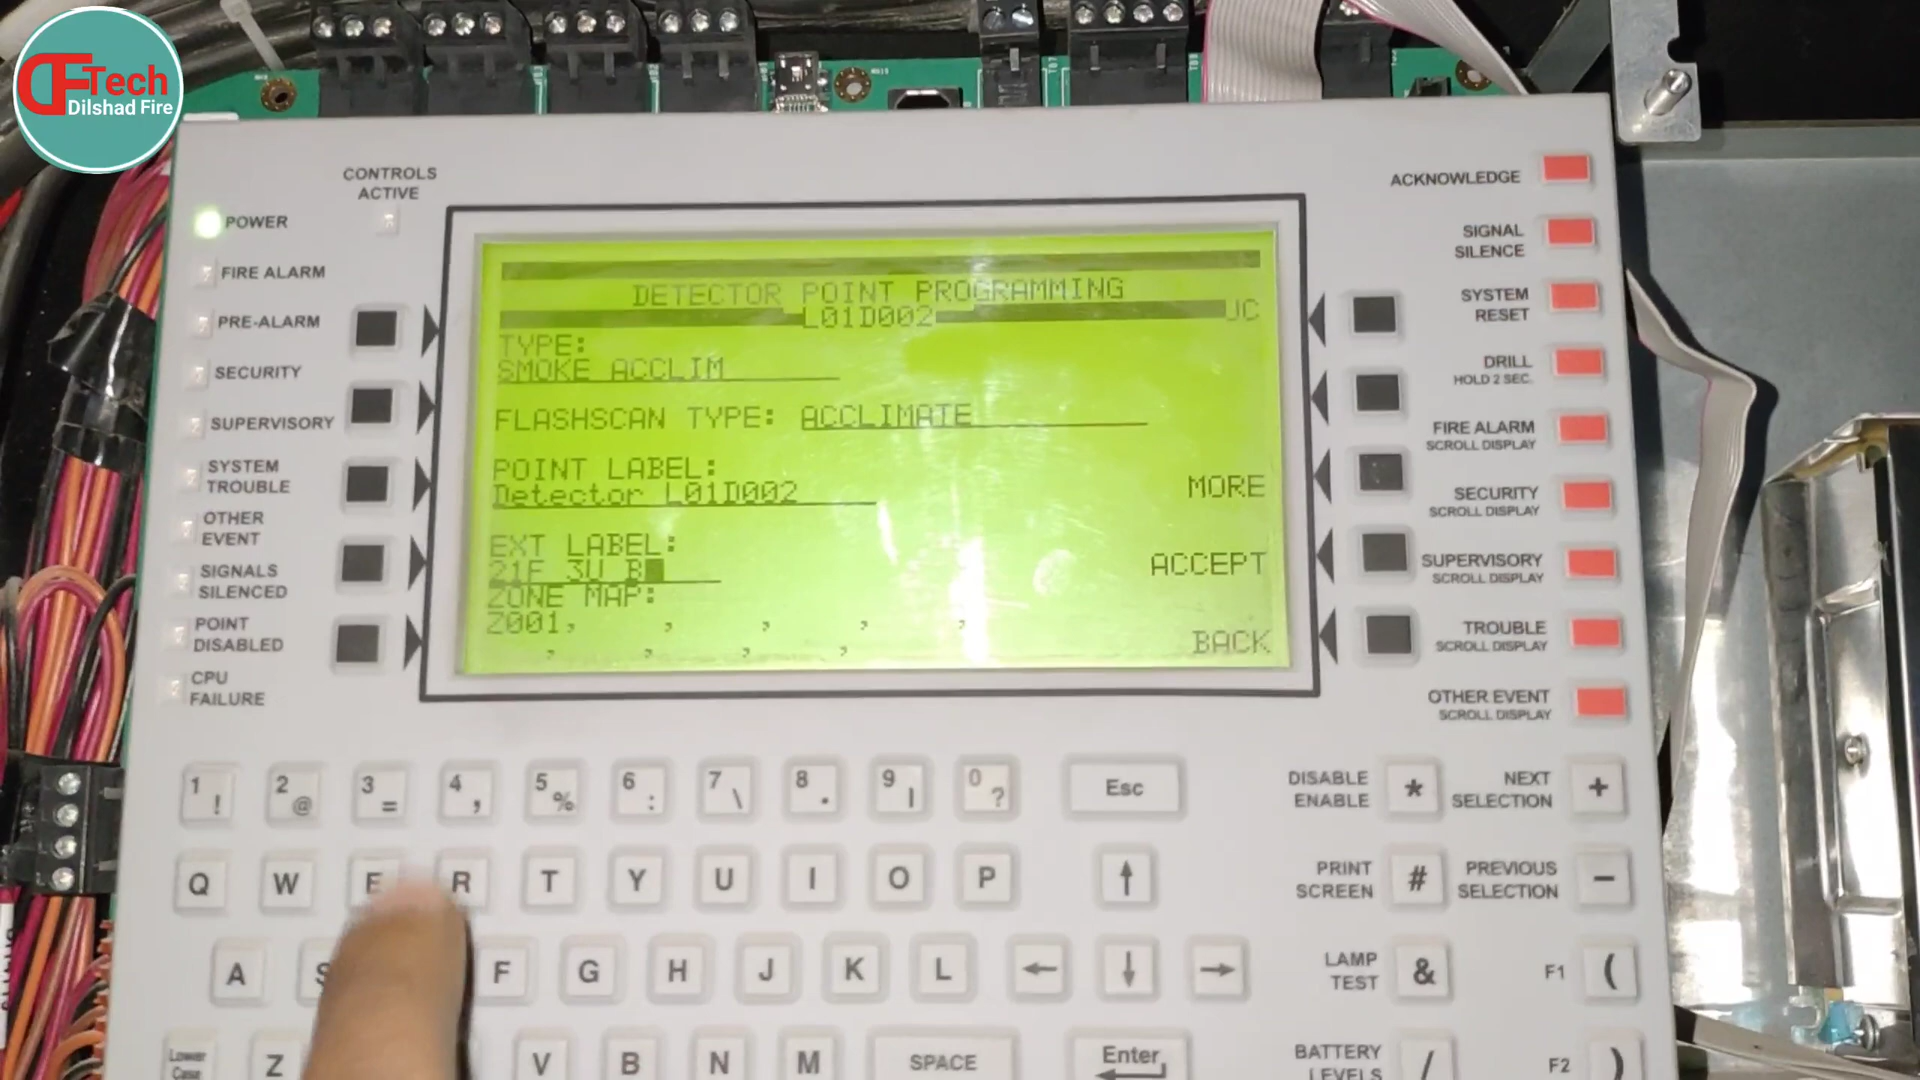 DFTech
Dilshad Fire
CONTROLS
ACTIVE
POWER
FIRE ALARM
PRE-ALARM
SECURITY
SUPERVISORY
SYSTEM
TROUBLE
OTHER
EVENT
SIGNALS
SILENCED
POINT
DISABLED
CPU
FAILURE
DETECTOR POINT PROGRAMMING
L01D002
UC
TYPE:
SMOKE ACCLIM
FLASHSCAN TYPE: ACCLIMATE
POINT LABEL:
Detector L01D002
MORE
EXT LABEL:
21F 3U B
ACCEPT
ZONE MAP:
Z001, , , , ,
, , , ,
BACK
ACKNOWLEDGE
SIGNAL
SILENCE
SYSTEM
RESET
DRILL
HOLD 2 SEC.
FIRE ALARM
SCROLL DISPLAY
SECURITY
SCROLL DISPLAY
SUPERVISORY
SCROLL DISPLAY
TROUBLE
SCROLL DISPLAY
OTHER EVENT
SCROLL DISPLAY
1 ! 2 @ 3 = 4 , 5 % 6 : 7 \ 8 . 9 | 0 ? Esc
DISABLE
ENABLE
*
NEXT
SELECTION
+
Q W E R T Y U I O P ↑
PRINT
SCREEN
#
PREVIOUS
SELECTION
−
A S F G H J K L ← ↓ →
LAMP
TEST
&
F1 (
Lower
Case
Z V B N M SPACE Enter
BATTERY
LEVELS
/
F2 )